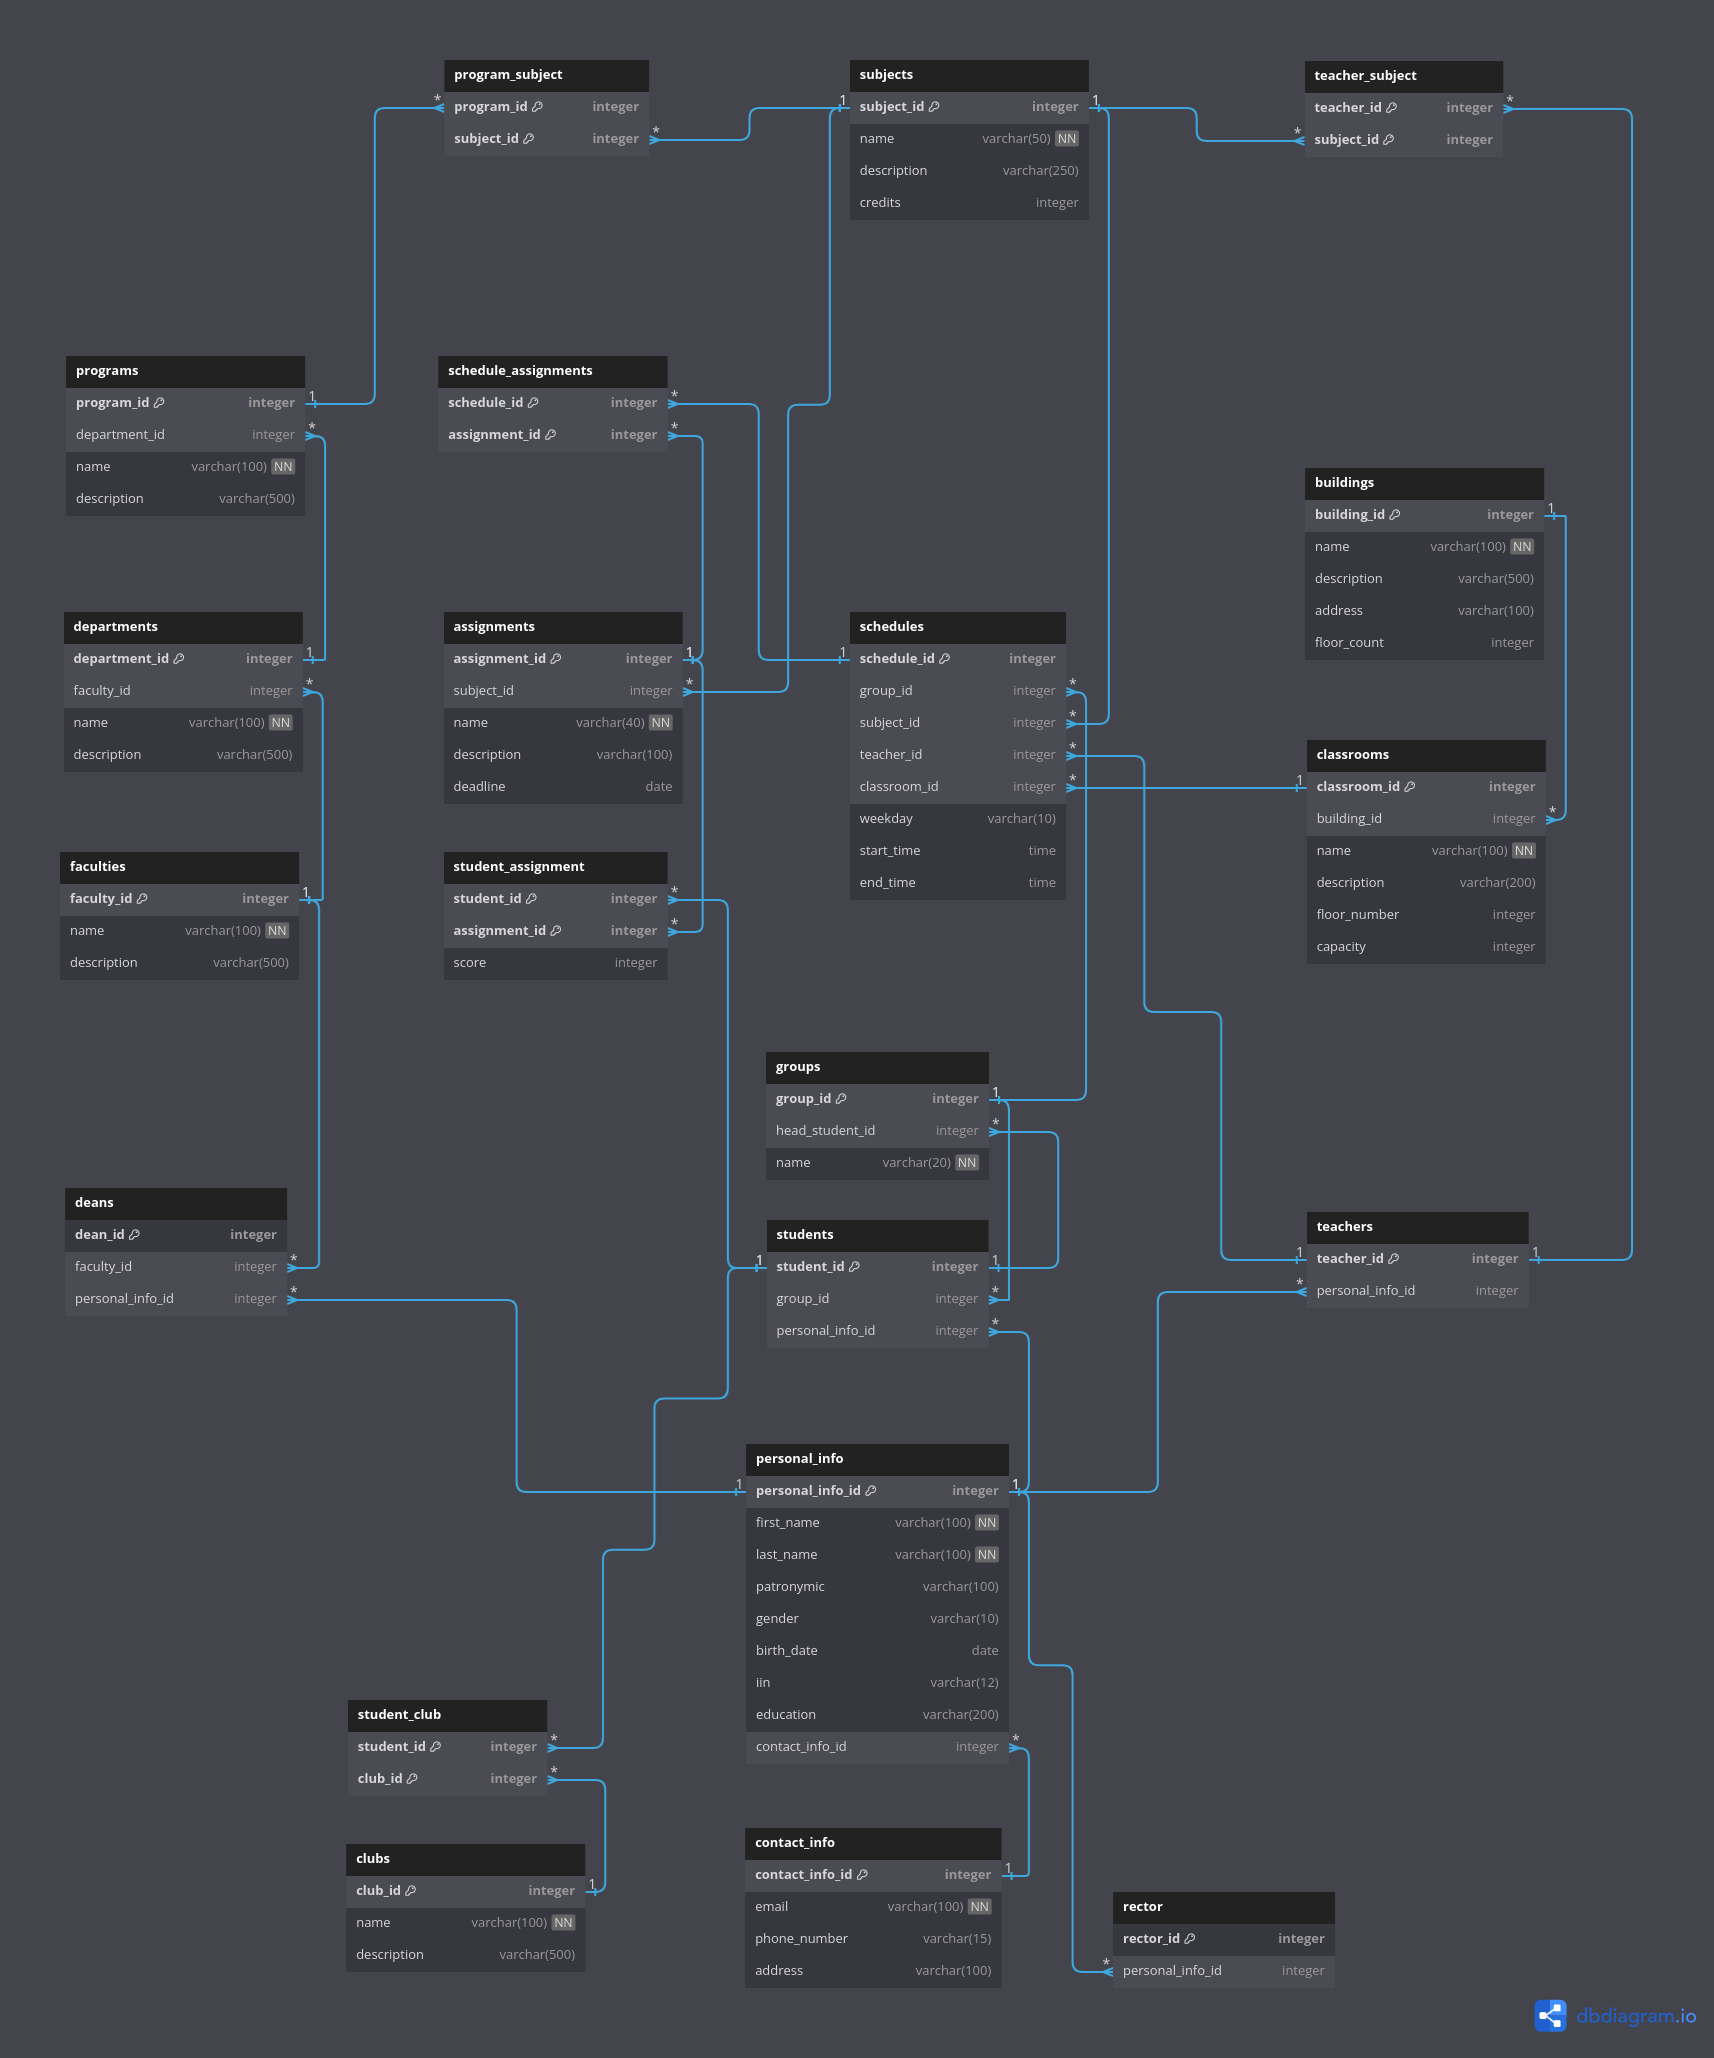 program_subject
program_id integer
subject_id integer
subjects
subject_id integer
name varchar(50) NN
description varchar(250)
credits integer
teacher_subject
teacher_id integer
subject_id integer
programs
program_id integer
department_id integer
name varchar(100) NN
description varchar(500)
schedule_assignments
schedule_id integer
assignment_id integer
buildings
building_id integer
name varchar(100) NN
description varchar(500)
address varchar(100)
floor_count integer
departments
department_id integer
faculty_id integer
name varchar(100) NN
description varchar(500)
assignments
assignment_id integer
subject_id integer
name varchar(40) NN
description varchar(100)
deadline date
schedules
schedule_id integer
group_id integer
subject_id integer
teacher_id integer
classroom_id integer
weekday varchar(10)
start_time time
end_time time
classrooms
classroom_id integer
building_id integer
name varchar(100) NN
description varchar(200)
floor_number integer
capacity integer
faculties
faculty_id integer
name varchar(100) NN
description varchar(500)
student_assignment
student_id integer
assignment_id integer
score integer
groups
group_id integer
head_student_id integer
name varchar(20) NN
deans
dean_id integer
faculty_id integer
personal_info_id integer
students
student_id integer
group_id integer
personal_info_id integer
teachers
teacher_id integer
personal_info_id integer
personal_info
personal_info_id integer
first_name varchar(100) NN
last_name varchar(100) NN
patronymic varchar(100)
gender varchar(10)
birth_date date
iin varchar(12)
education varchar(200)
contact_info_id integer
student_club
student_id integer
club_id integer
clubs
club_id integer
name varchar(100) NN
description varchar(500)
contact_info
contact_info_id integer
email varchar(100) NN
phone_number varchar(15)
address varchar(100)
rector
rector_id integer
personal_info_id integer
dbdiagram.io